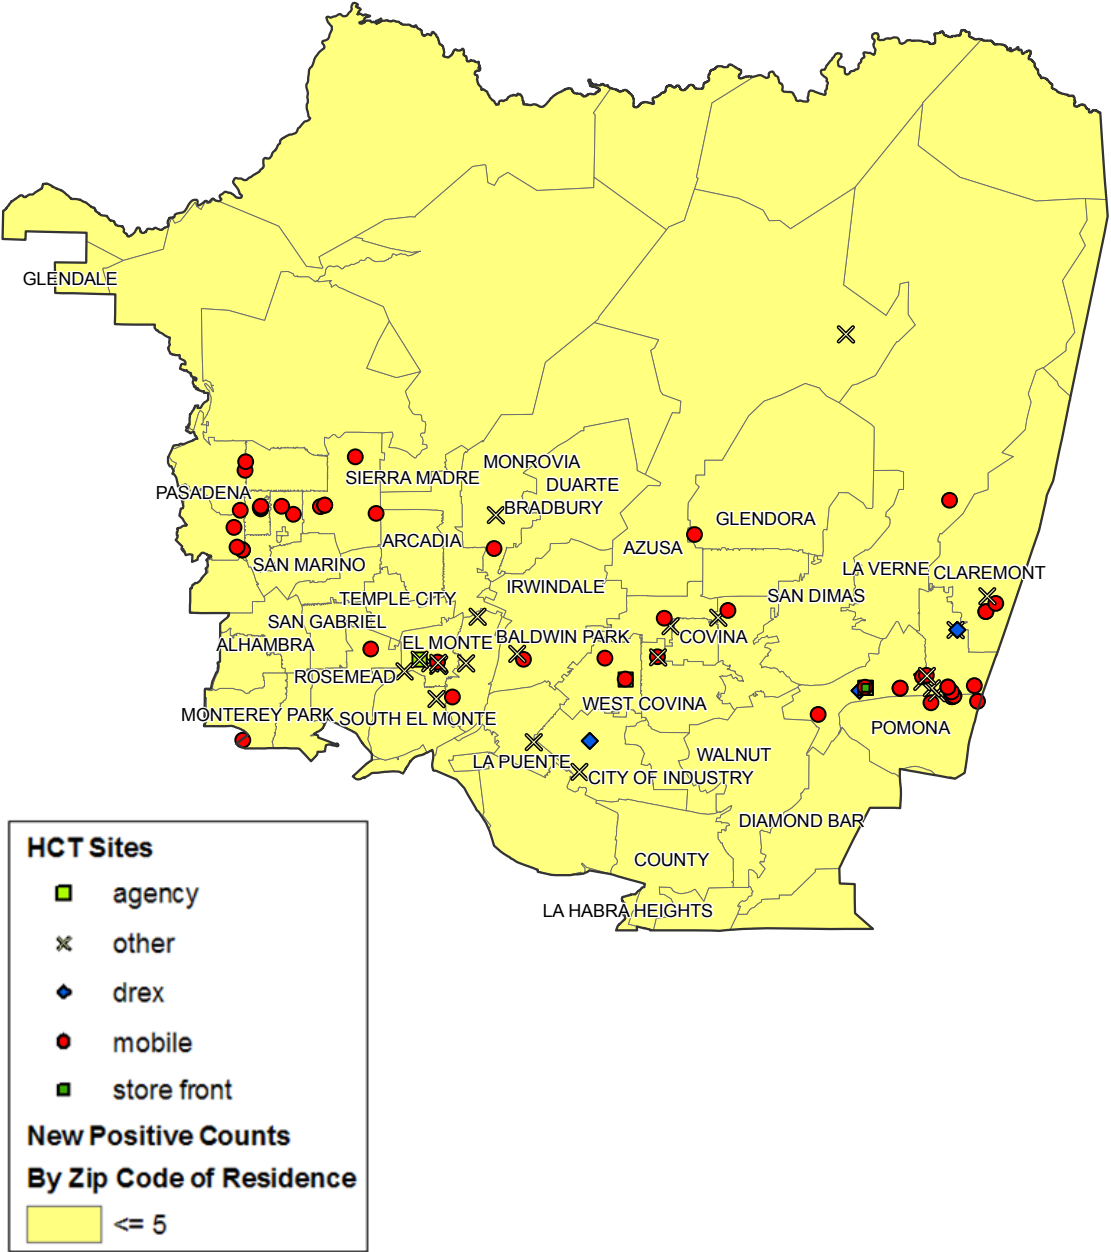 GLENDALE
MONROVIA
SIERRA MADRE
DUARTE
PASADENA
BRADBURY
GLENDORA
ARCADIA
AZUSA
SAN MARINO
LA VERNE
CLAREMONT
IRWINDALE
TEMPLE CITY
SAN DIMAS
SAN GABRIEL
ALHAMBRA
EL MONTE
BALDWIN PARK
COVINA
ROSEMEAD
WEST COVINA
MONTEREY PARK
SOUTH EL MONTE
POMONA
WALNUT
LA PUENTE
CITY OF INDUSTRY
DIAMOND BAR
COUNTY
LA HABRA HEIGHTS
HCT Sites
agency
other
drex
mobile
store front
New Positive Counts
By Zip Code of Residence
<= 5